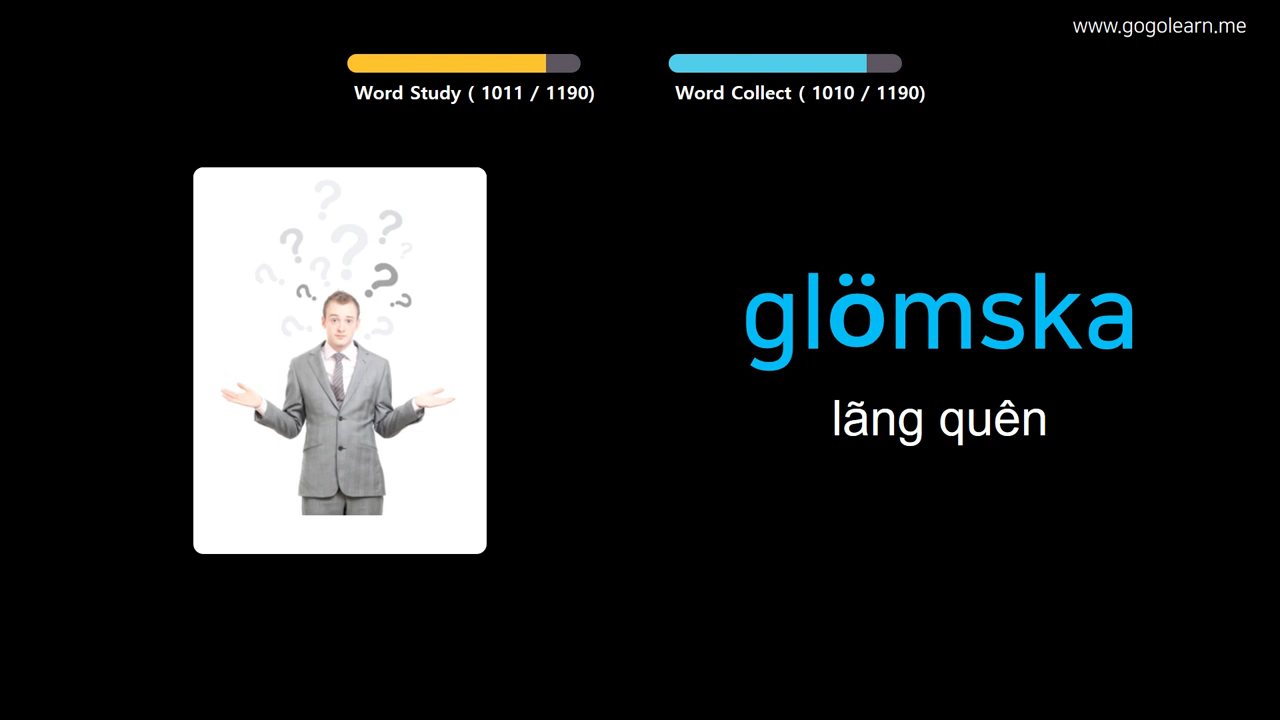 www.gogolearn.me
Word Study ( 1011 / 1190)
Word Collect ( 1010 / 1190)
? ? ? ? ? ? ? ? ? ? ? ?
glömska
lãng quên